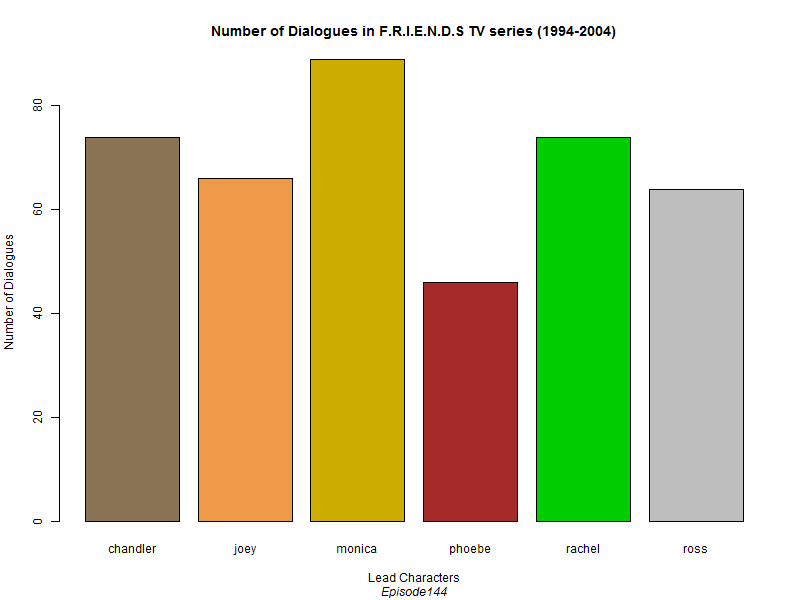 Number of Dialogues in F.R.I.E.N.D.S TV series (1994-2004)
Number of Dialogues
80
60
40
20
0
chandler joey monica phoebe rachel ross
Lead Characters
Episode144